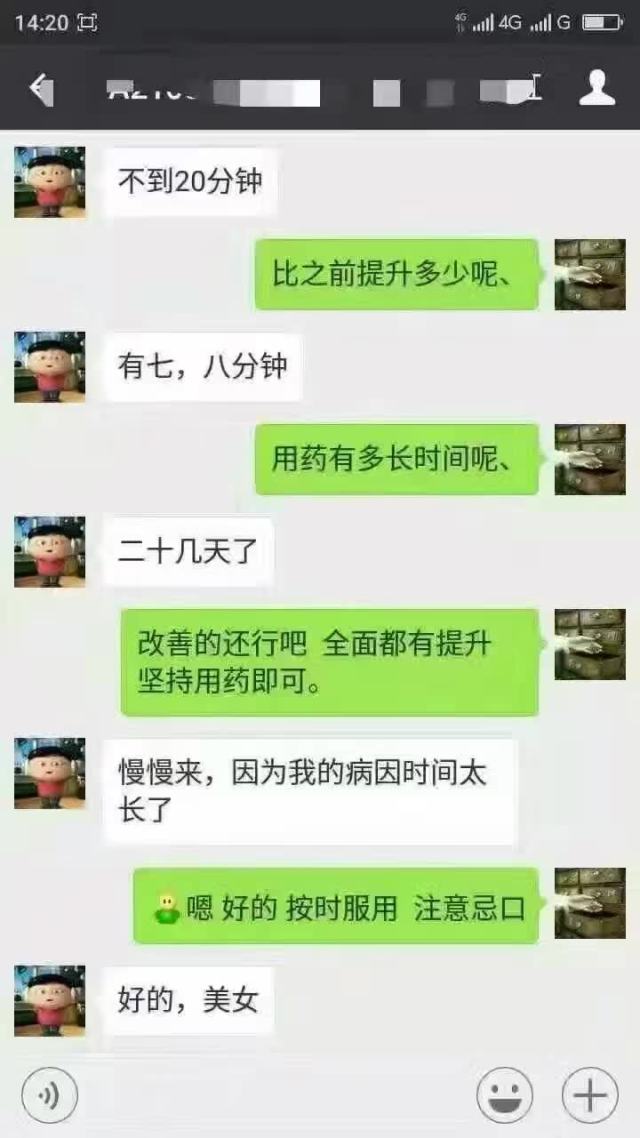 14:20
4G
4G
G
不到20分钟
比之前提升多少呢、
有七，八分钟
用药有多长时间呢、
二十几天了
改善的还行吧 全面都有提升
坚持用药即可。
慢慢来，因为我的病因时间太
长了
嗯 好的 按时服用 注意忌口
好的，美女